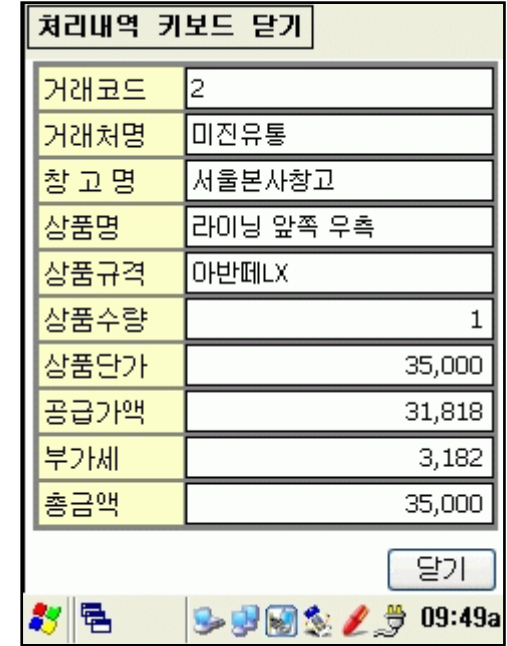 처리내역 키보드 닫기
거래코드 2
거래처명 미진유통
창 고 명 서울본사창고
상품명 라이닝 앞쪽 우측
상품규격 아반떼LX
상품수량 1
상품단가 35,000
공급가액 31,818
부가세 3,182
총금액 35,000
닫기
09:49a